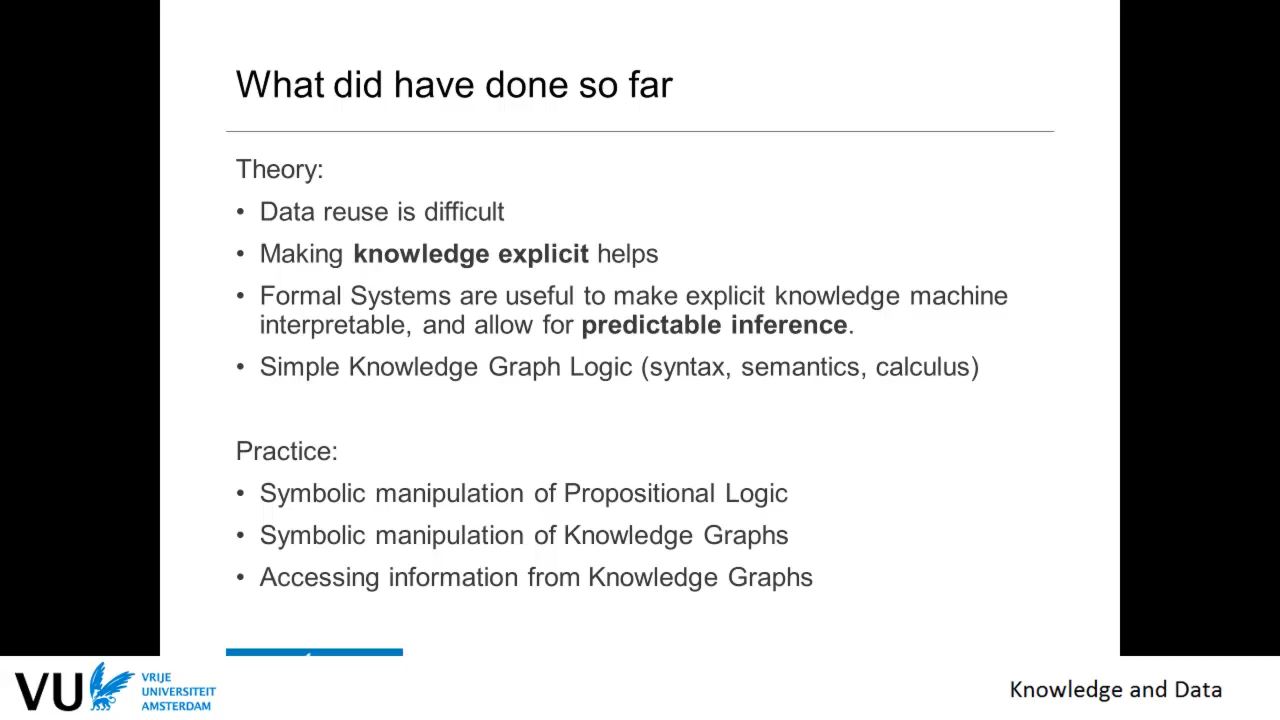 What did have done so far
Theory:
• Data reuse is difficult
• Making knowledge explicit helps
• Formal Systems are useful to make explicit knowledge machine
interpretable, and allow for predictable inference.
• Simple Knowledge Graph Logic (syntax, semantics, calculus)
Practice:
• Symbolic manipulation of Propositional Logic
• Symbolic manipulation of Knowledge Graphs
• Accessing information from Knowledge Graphs
VU
VRIJE
UNIVERSITEIT
AMSTERDAM
Knowledge and Data